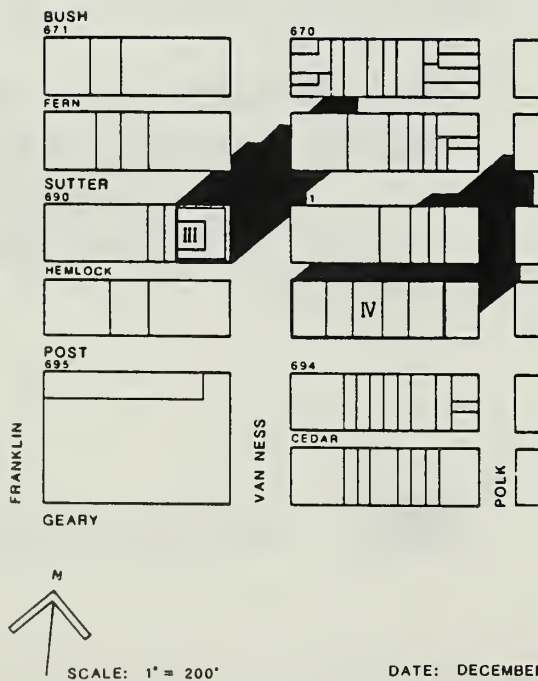 BUSH
671
670
FERN
SUTTER
690
1
III
HEMLOCK
IV
POST
695
694
CEDAR
FRANKLIN
VAN NESS
POLK
GEARY
N
SCALE: 1" = 200'
DATE: DECEMBER